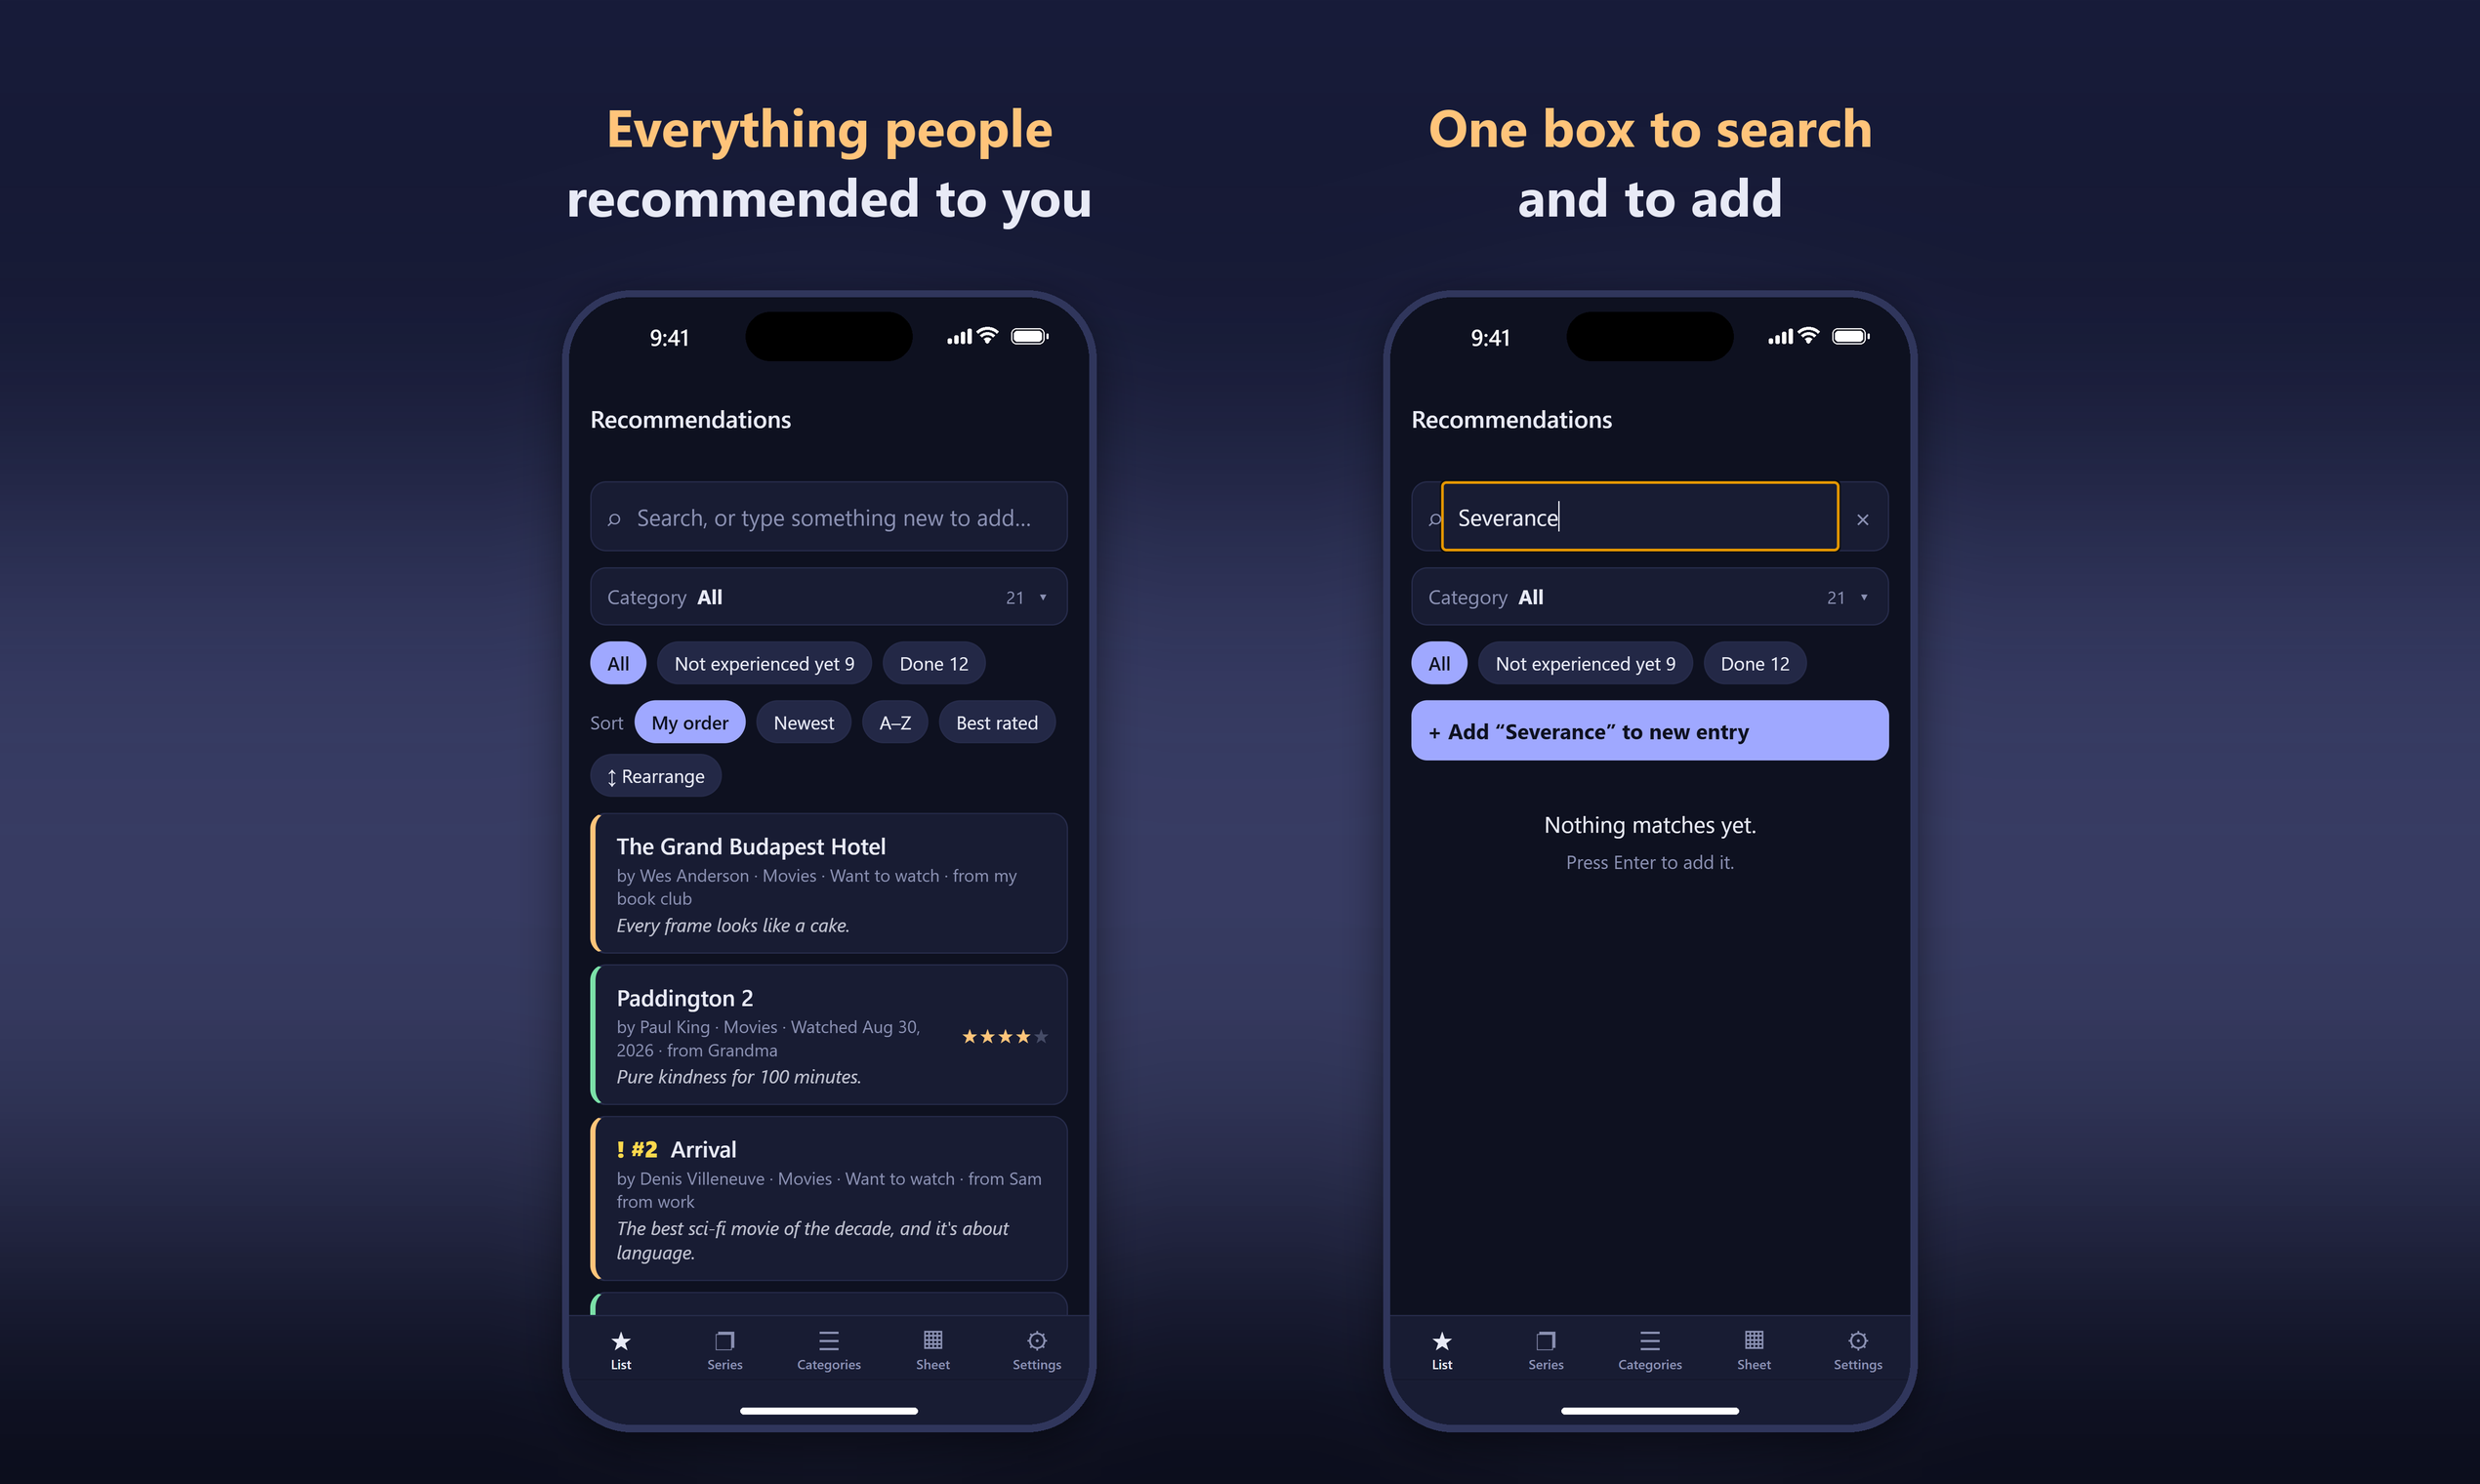 Everything people
recommended to you
9:41
Recommendations
Search, or type something new to add...
Category All 21
All Not experienced yet 9 Done 12
Sort My order Newest A–Z Best rated
↕ Rearrange
The Grand Budapest Hotel
by Wes Anderson · Movies · Want to watch · from my
book club
Every frame looks like a cake.
Paddington 2
by Paul King · Movies · Watched Aug 30,
2026 · from Grandma
Pure kindness for 100 minutes.
! #2 Arrival
by Denis Villeneuve · Movies · Want to watch · from Sam
from work
The best sci-fi movie of the decade, and it's about
language.
List Series Categories Sheet Settings
One box to search
and to add
9:41
Recommendations
Severance ×
Category All 21
All Not experienced yet 9 Done 12
+ Add “Severance” to new entry
Nothing matches yet.
Press Enter to add it.
List Series Categories Sheet Settings